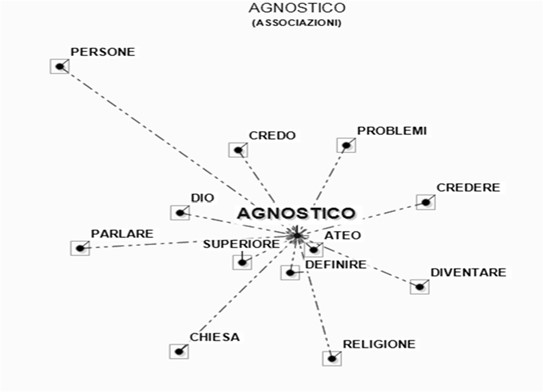 AGNOSTICO
(ASSOCIAZIONI)
PERSONE
CREDO
PROBLEMI
DIO
CREDERE
AGNOSTICO
PARLARE
SUPERIORE
ATEO
DEFINIRE
DIVENTARE
CHIESA
RELIGIONE